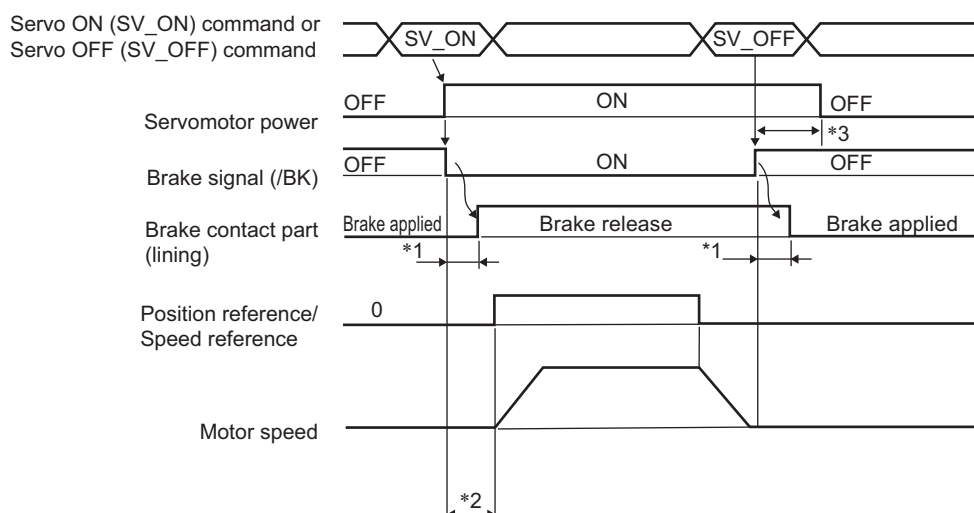 Servo ON (SV_ON) command or
Servo OFF (SV_OFF) command
SV_ON
SV_OFF
Servomotor power
OFF
ON
OFF
*3
Brake signal (/BK)
OFF
ON
OFF
Brake contact part
(lining)
Brake applied
Brake release
Brake applied
*1
*1
Position reference/
Speed reference
0
Motor speed
*2